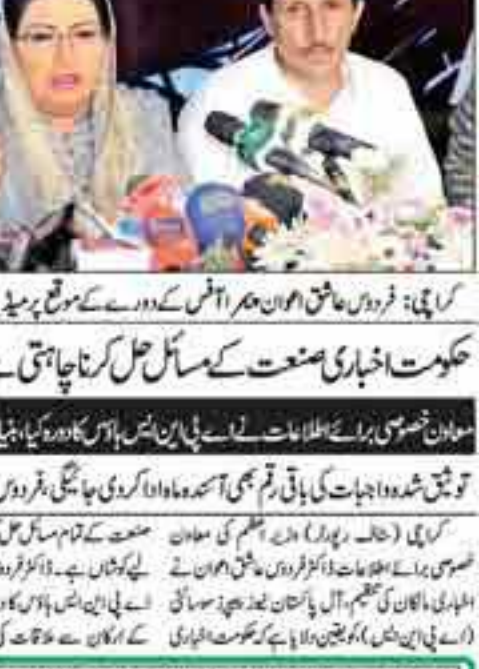 کراچی: فردوس عاشق اعوان پیمرا آفس کے دورے کے موقع پر میڈ
حکومت اخباری صنعت کے مسائل حل کرنا چاہتی ہے
معاون خصوصی برائے اطلاعات نے اے پی این ایس ہاؤس کا دورہ کیا،
توثیق شدہ واجبات کی باقی رقم بھی آئندہ ماہ ادا کردی جائیگی، فردوس
کراچی (سٹاف رپورٹر) وزیر اعظم کی معاون
خصوصی برائے اطلاعات ڈاکٹر فردوس عاشق اعوان نے
اخباری مالکان کی تنظیم، آل پاکستان نیوز پیپرز سوسائٹی
(اے پی این ایس) کو یقین دلایا ہے کہ حکومت اخباری
صنعت کے تمام مسائل حل
لیے کوشاں ہے۔ ڈاکٹر فردو
اے پی این ایس ہاؤس کا دو
کے ارکان سے ملاقات کی